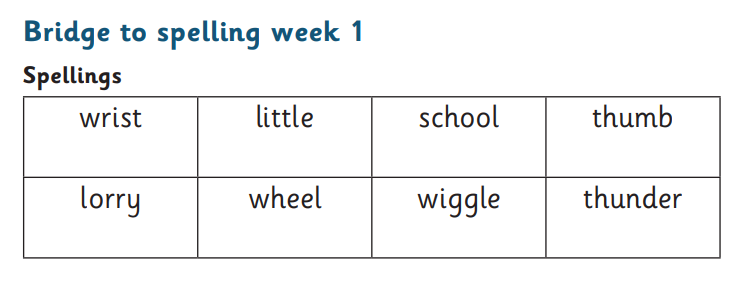 Bridge to spelling week 1
Spellings
wrist little school thumb
lorry wheel wiggle thunder